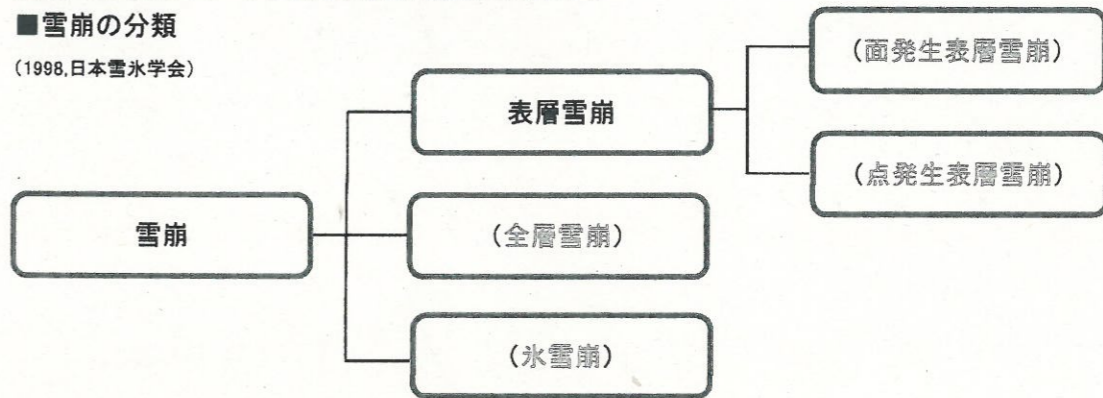 ■雪崩の分類
(1998,日本雪氷学会)
雪崩
表層雪崩
(面発生表層雪崩)
(点発生表層雪崩)
(全層雪崩)
(氷雪崩)